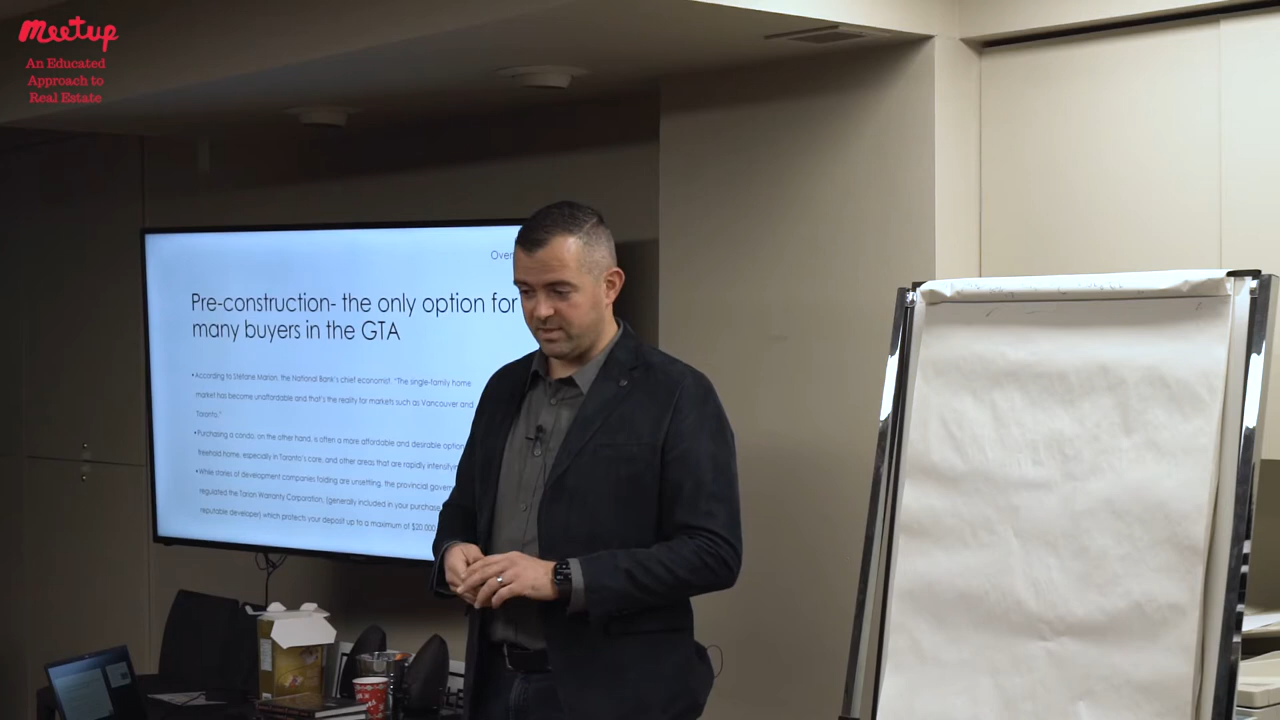 Meetup
An Educated
Approach to
Real Estate
Over
Pre-construction- the only option for
many buyers in the GTA
•According to Stéfane Marion, the National Bank's chief economist, "The single-family home
market has become unaffordable and that's the reality for markets such as Vancouver and
Toronto."
•Purchasing a condo, on the other hand, is often a more affordable and desirable option
freehold home, especially in Toronto's core, and other areas that are rapidly intensifyin
•While stories of development companies folding are unsettling, the provincial govern
regulated the Tarion Warranty Corporation, (generally included in your purchase
reputable developer) which protects your deposit up to a maximum of $20,000